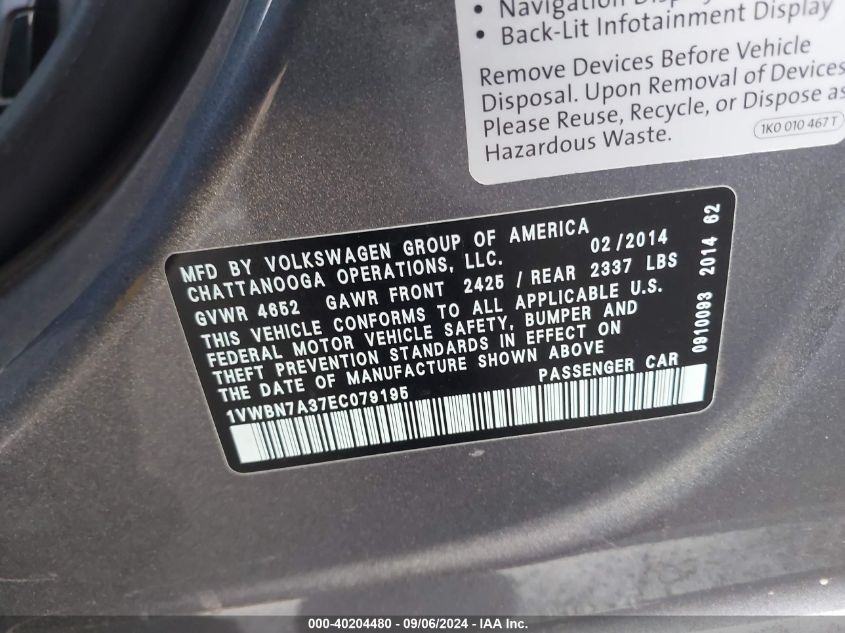 • Navigation Display
• Back-Lit Infotainment Display
Remove Devices Before Vehicle
Disposal. Upon Removal of Devices
Please Reuse, Recycle, or Dispose as
Hazardous Waste.
1K0 010 467 T
MFD BY VOLKSWAGEN GROUP OF AMERICA
CHATTANOOGA OPERATIONS, LLC. 02/2014
GVWR 4652 GAWR FRONT 2425 / REAR 2337 LBS
THIS VEHICLE CONFORMS TO ALL APPLICABLE U.S.
FEDERAL MOTOR VEHICLE SAFETY, BUMPER AND
THEFT PREVENTION STANDARDS IN EFFECT ON
THE DATE OF MANUFACTURE SHOWN ABOVE
1VWBN7A37EC079195 PASSENGER CAR
0910093 2014 62
000-40204480 - 09/06/2024 - IAA Inc.